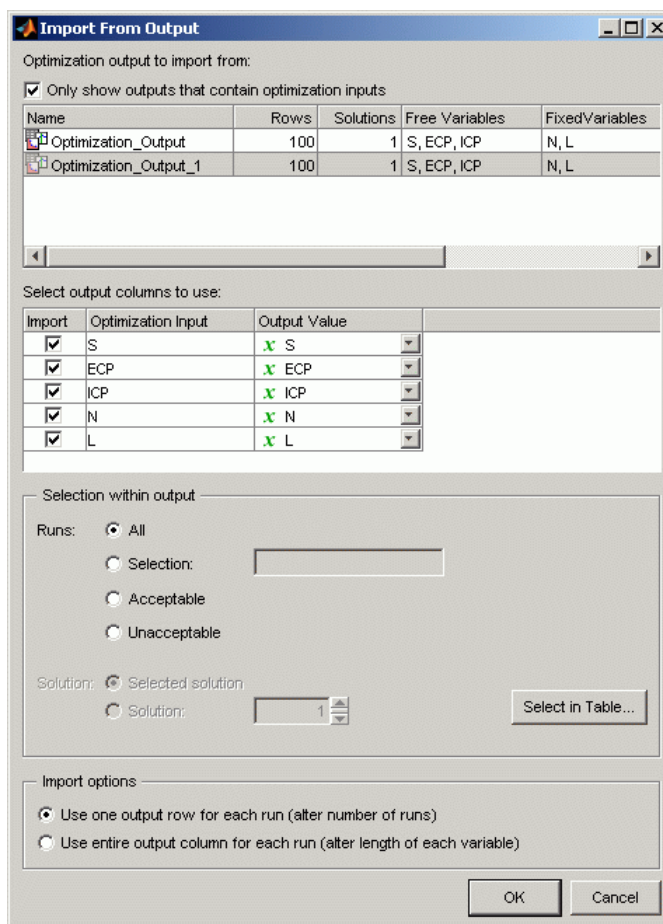 Import From Output
Optimization output to import from:
Only show outputs that contain optimization inputs
Name Rows Solutions Free Variables FixedVariables
Optimization_Output 100 1 S, ECP, ICP N, L
Optimization_Output_1 100 1 S, ECP, ICP N, L
Select output columns to use:
Import Optimization Input Output Value
S x S
ECP x ECP
ICP x ICP
N x N
L x L
Selection within output
Runs: All
Selection:
Acceptable
Unacceptable
Solution: Selected solution
Solution: 1 Select in Table...
Import options
Use one output row for each run (alter number of runs)
Use entire output column for each run (alter length of each variable)
OK Cancel